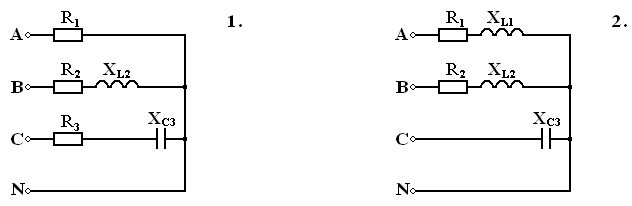 R1 1.
A
R2 XL2
B
R3 XC3
C
N
R1 XL1 2.
A
R2 XL2
B
XC3
C
N